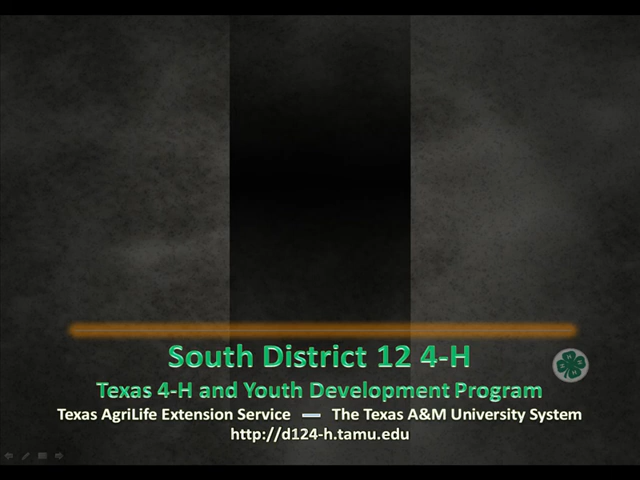 South District 12 4-H
Texas 4-H and Youth Development Program
Texas AgriLife Extension Service — The Texas A&M University System
http://d124-h.tamu.edu